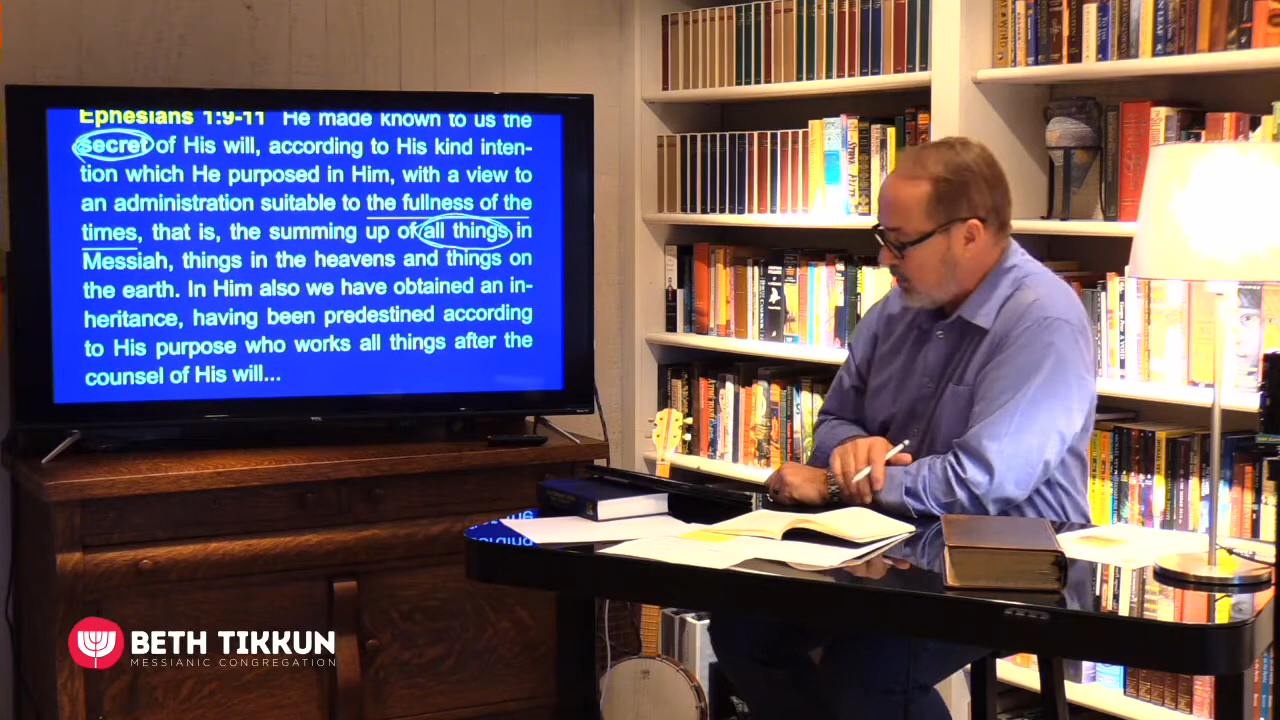 Ephesians 1:9-11 He made known to us the
secret of His will, according to His kind inten-
tion which He purposed in Him, with a view to
an administration suitable to the fullness of the
times, that is, the summing up of all things in
Messiah, things in the heavens and things on
the earth. In Him also we have obtained an in-
heritance, having been predestined according
to His purpose who works all things after the
counsel of His will...
BETH TIKKUN
MESSIANIC CONGREGATION